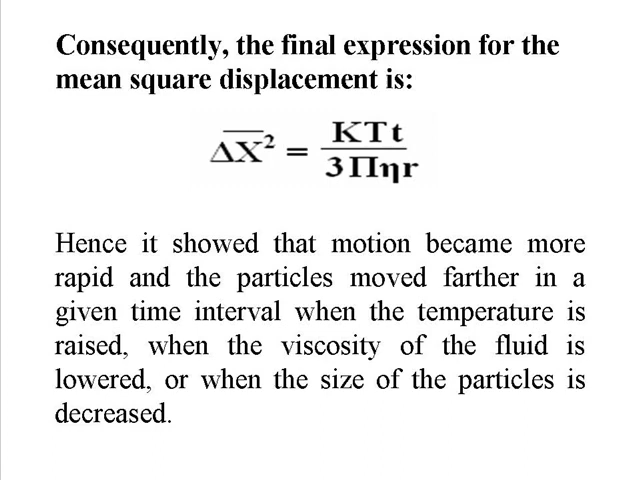 Consequently, the final expression for the
mean square displacement is:
ΔX̅² = KTt / 3Πηr
Hence it showed that motion became more
rapid and the particles moved farther in a
given time interval when the temperature is
raised, when the viscosity of the fluid is
lowered, or when the size of the particles is
decreased.